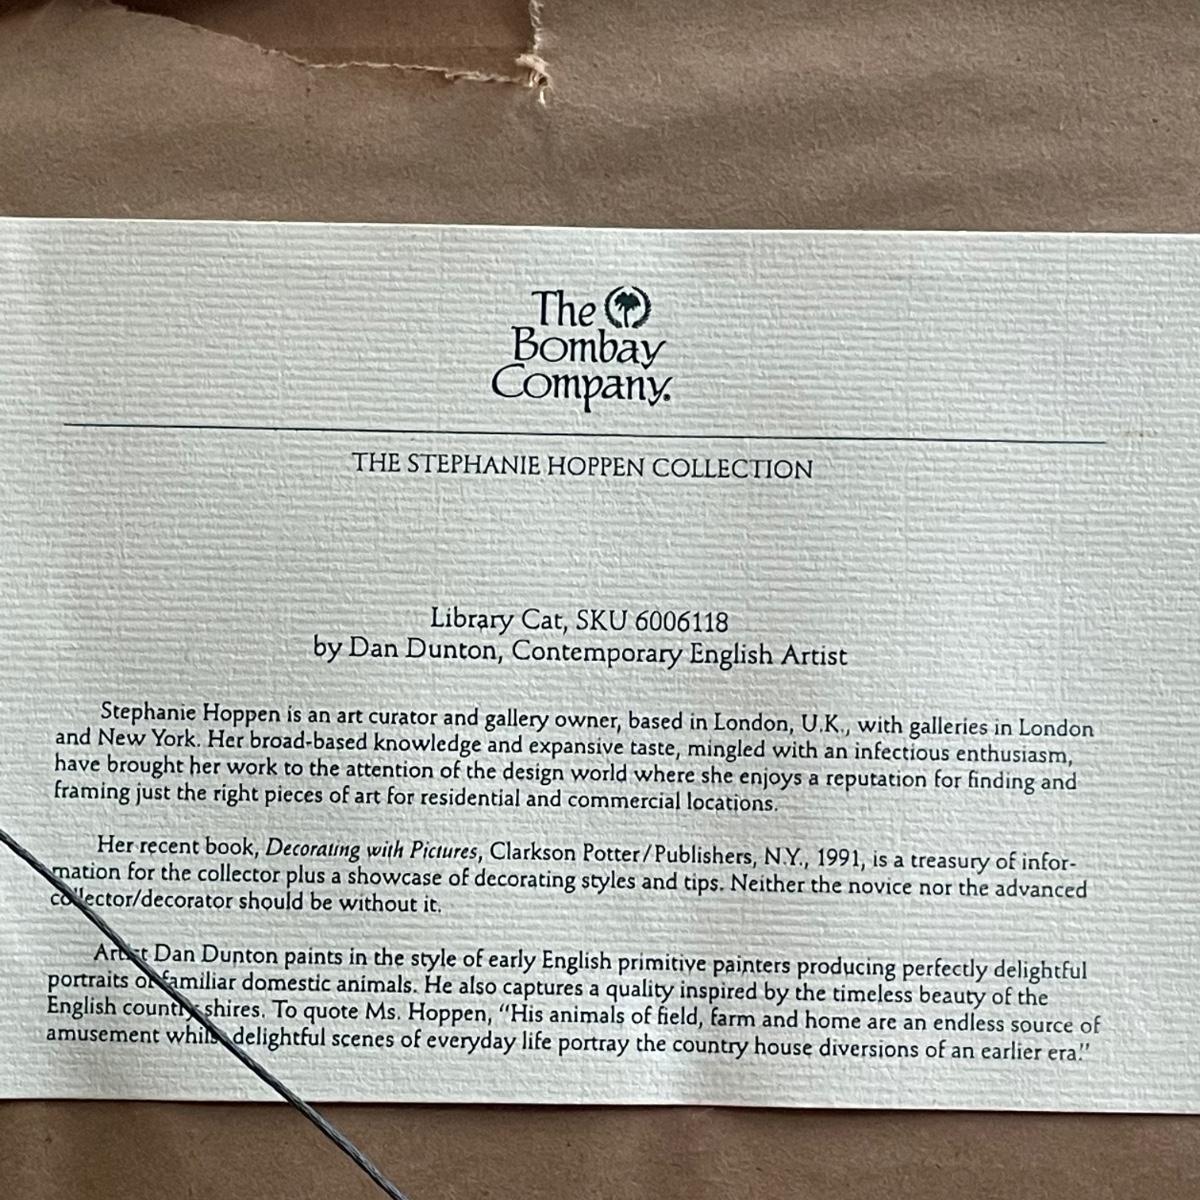 The
Bombay
Company.
THE STEPHANIE HOPPEN COLLECTION
Library Cat, SKU 6006118
by Dan Dunton, Contemporary English Artist
Stephanie Hoppen is an art curator and gallery owner, based in London, U.K., with galleries in London
and New York. Her broad-based knowledge and expansive taste, mingled with an infectious enthusiasm,
have brought her work to the attention of the design world where she enjoys a reputation for finding and
framing just the right pieces of art for residential and commercial locations.
Her recent book, Decorating with Pictures, Clarkson Potter/Publishers, N.Y., 1991, is a treasury of infor-
mation for the collector plus a showcase of decorating styles and tips. Neither the novice nor the advanced
collector/decorator should be without it.
Artist Dan Dunton paints in the style of early English primitive painters producing perfectly delightful
portraits of familiar domestic animals. He also captures a quality inspired by the timeless beauty of the
English country shires. To quote Ms. Hoppen, "His animals of field, farm and home are an endless source of
amusement while delightful scenes of everyday life portray the country house diversions of an earlier era."